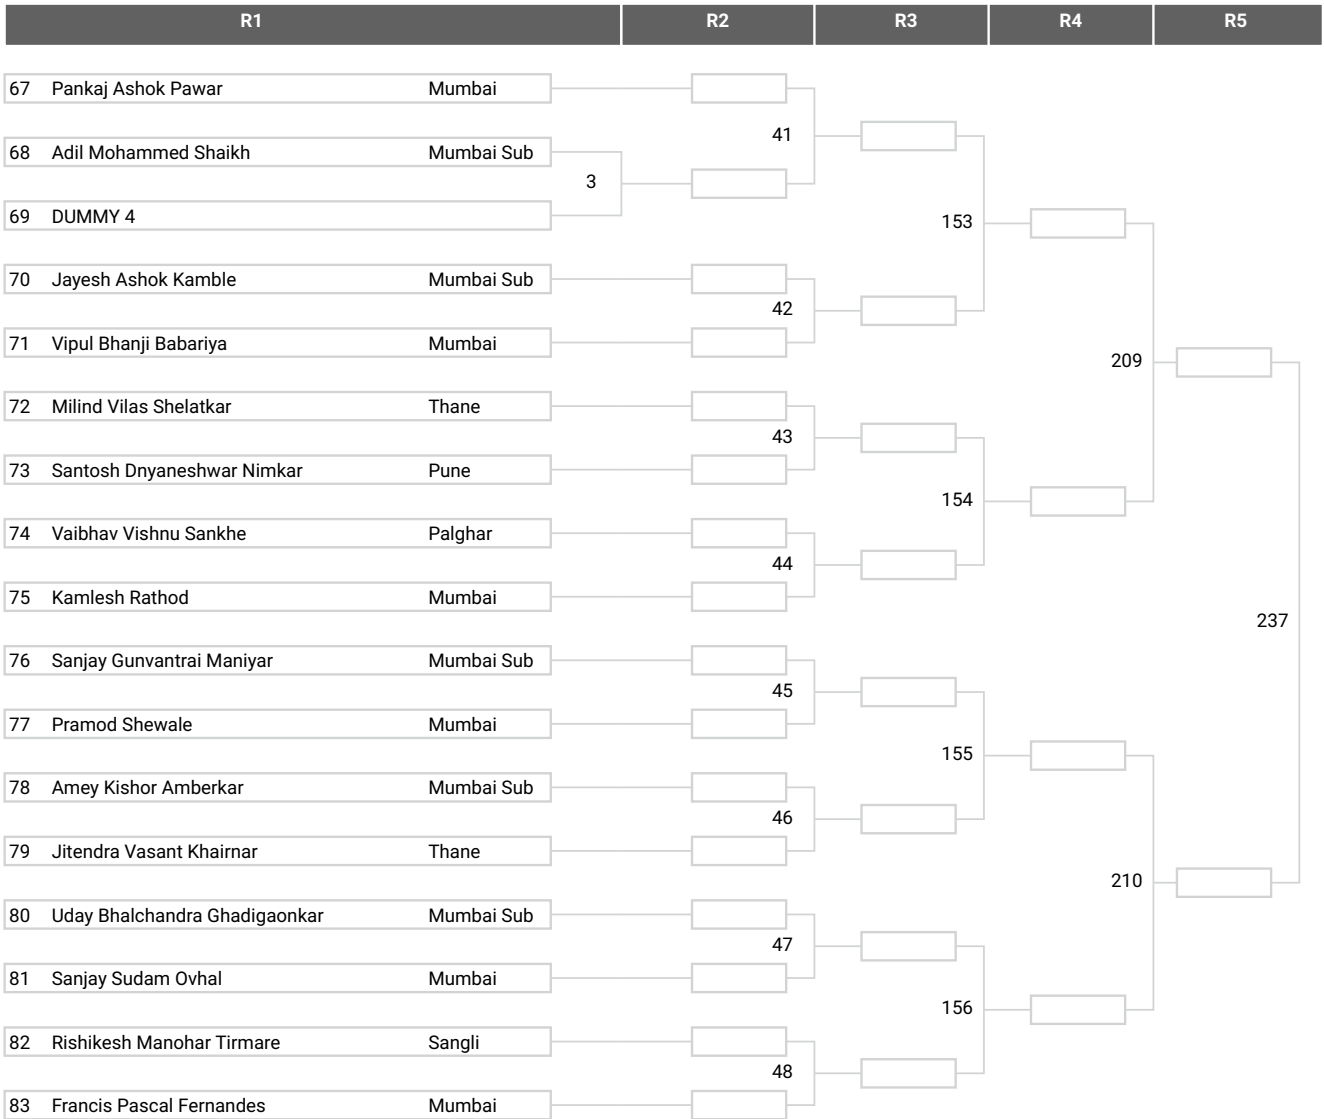 R1 R2 R3 R4 R5
67 Pankaj Ashok Pawar Mumbai
41
68 Adil Mohammed Shaikh Mumbai Sub
3
69 DUMMY 4
153
70 Jayesh Ashok Kamble Mumbai Sub
42
71 Vipul Bhanji Babariya Mumbai
209
72 Milind Vilas Shelatkar Thane
43
73 Santosh Dnyaneshwar Nimkar Pune
154
74 Vaibhav Vishnu Sankhe Palghar
44
75 Kamlesh Rathod Mumbai
237
76 Sanjay Gunvantrai Maniyar Mumbai Sub
45
77 Pramod Shewale Mumbai
155
78 Amey Kishor Amberkar Mumbai Sub
46
79 Jitendra Vasant Khairnar Thane
210
80 Uday Bhalchandra Ghadigaonkar Mumbai Sub
47
81 Sanjay Sudam Ovhal Mumbai
156
82 Rishikesh Manohar Tirmare Sangli
48
83 Francis Pascal Fernandes Mumbai